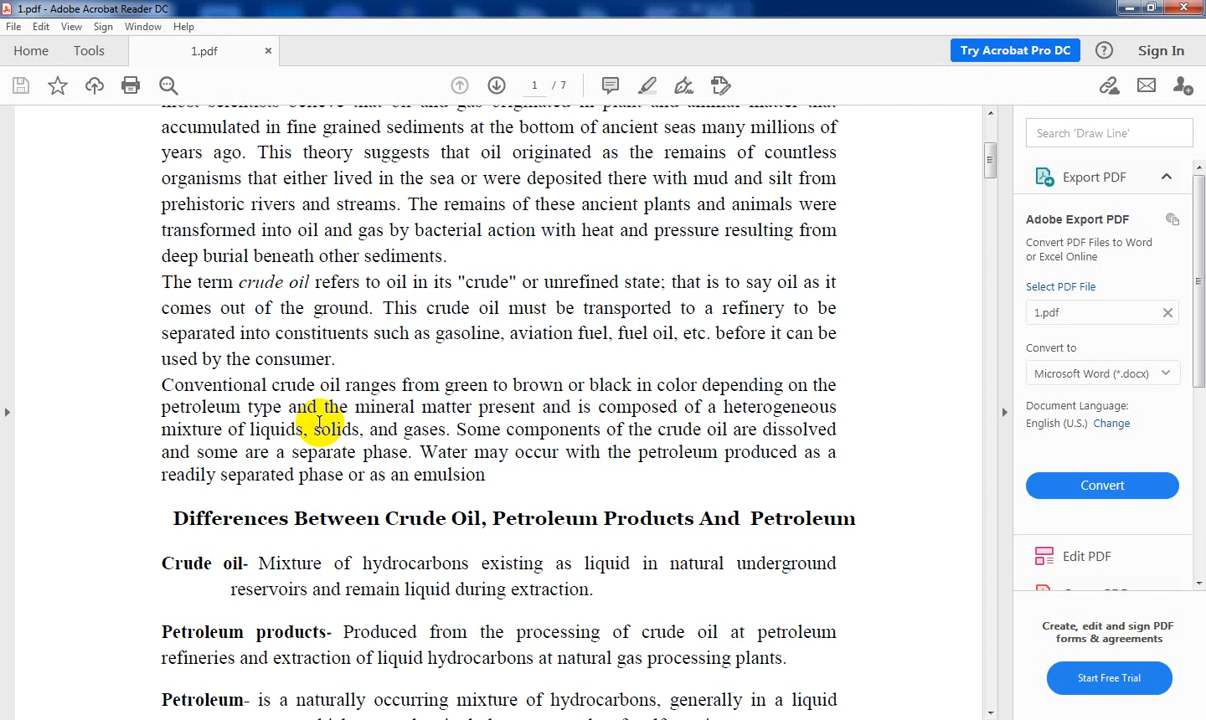 1.pdf - Adobe Acrobat Reader DC
File Edit View Sign Window Help
Home Tools 1.pdf Try Acrobat Pro DC Sign In
1 / 7
most scientists believe that oil and gas originated in plant and animal matter that
accumulated in fine grained sediments at the bottom of ancient seas many millions of
years ago. This theory suggests that oil originated as the remains of countless
organisms that either lived in the sea or were deposited there with mud and silt from
prehistoric rivers and streams. The remains of these ancient plants and animals were
transformed into oil and gas by bacterial action with heat and pressure resulting from
deep burial beneath other sediments.
The term crude oil refers to oil in its "crude" or unrefined state; that is to say oil as it
comes out of the ground. This crude oil must be transported to a refinery to be
separated into constituents such as gasoline, aviation fuel, fuel oil, etc. before it can be
used by the consumer.
Conventional crude oil ranges from green to brown or black in color depending on the
petroleum type and the mineral matter present and is composed of a heterogeneous
mixture of liquids, solids, and gases. Some components of the crude oil are dissolved
and some are a separate phase. Water may occur with the petroleum produced as a
readily separated phase or as an emulsion
Differences Between Crude Oil, Petroleum Products And Petroleum
Crude oil- Mixture of hydrocarbons existing as liquid in natural underground
reservoirs and remain liquid during extraction.
Petroleum products- Produced from the processing of crude oil at petroleum
refineries and extraction of liquid hydrocarbons at natural gas processing plants.
Petroleum- is a naturally occurring mixture of hydrocarbons, generally in a liquid
Search 'Draw Line'
Export PDF
Adobe Export PDF
Convert PDF Files to Word
or Excel Online
Select PDF File
1.pdf
Convert to
Microsoft Word (*.docx)
Document Language:
English (U.S.) Change
Convert
Edit PDF
Create, edit and sign PDF
forms & agreements
Start Free Trial